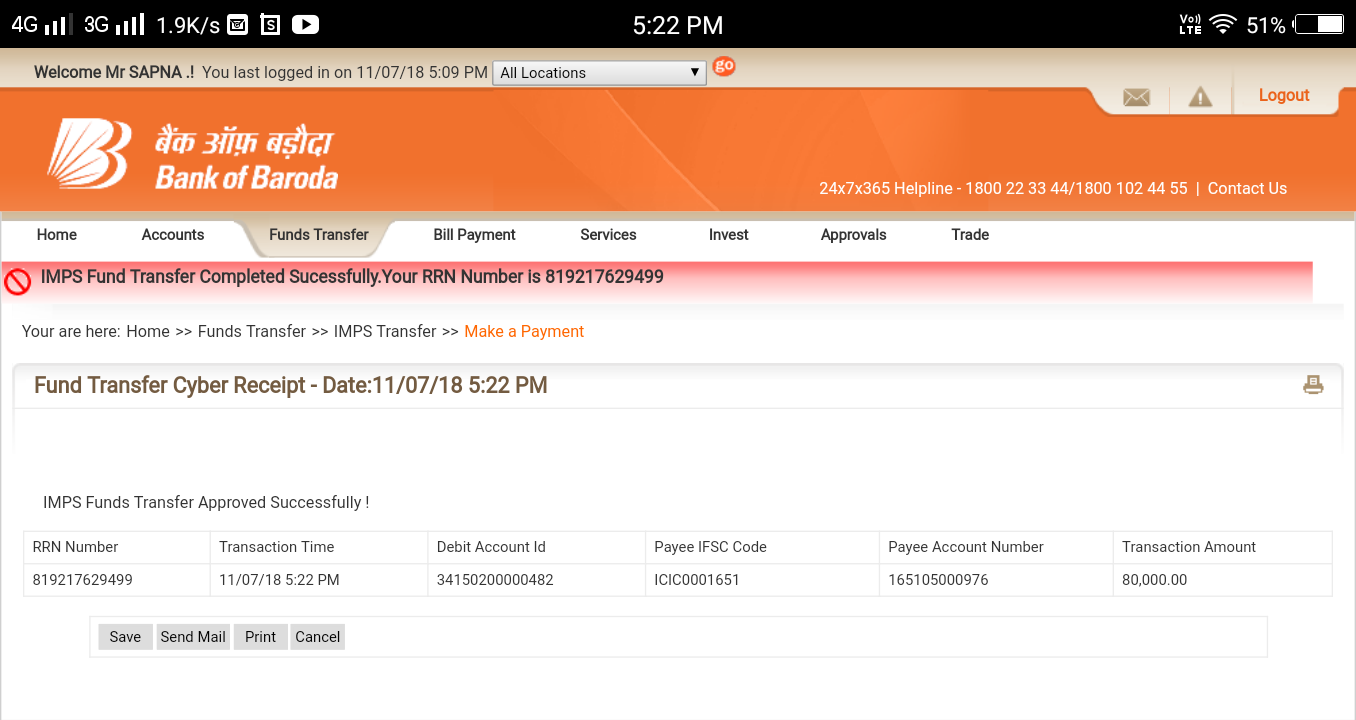 4G 3G 1.9K/s S 5:22 PM Vo) LTE 51%
Welcome Mr SAPNA .! You last logged in on 11/07/18 5:09 PM All Locations ▼ go
Logout
बैंक ऑफ़ बड़ौदा
Bank of Baroda
24x7x365 Helpline - 1800 22 33 44/1800 102 44 55 | Contact Us
Home Accounts Funds Transfer Bill Payment Services Invest Approvals Trade
IMPS Fund Transfer Completed Sucessfully.Your RRN Number is 819217629499
Your are here: Home >> Funds Transfer >> IMPS Transfer >> Make a Payment
Fund Transfer Cyber Receipt - Date:11/07/18 5:22 PM
IMPS Funds Transfer Approved Successfully !
RRN Number Transaction Time Debit Account Id Payee IFSC Code Payee Account Number Transaction Amount
819217629499 11/07/18 5:22 PM 34150200000482 ICIC0001651 165105000976 80,000.00
Save Send Mail Print Cancel